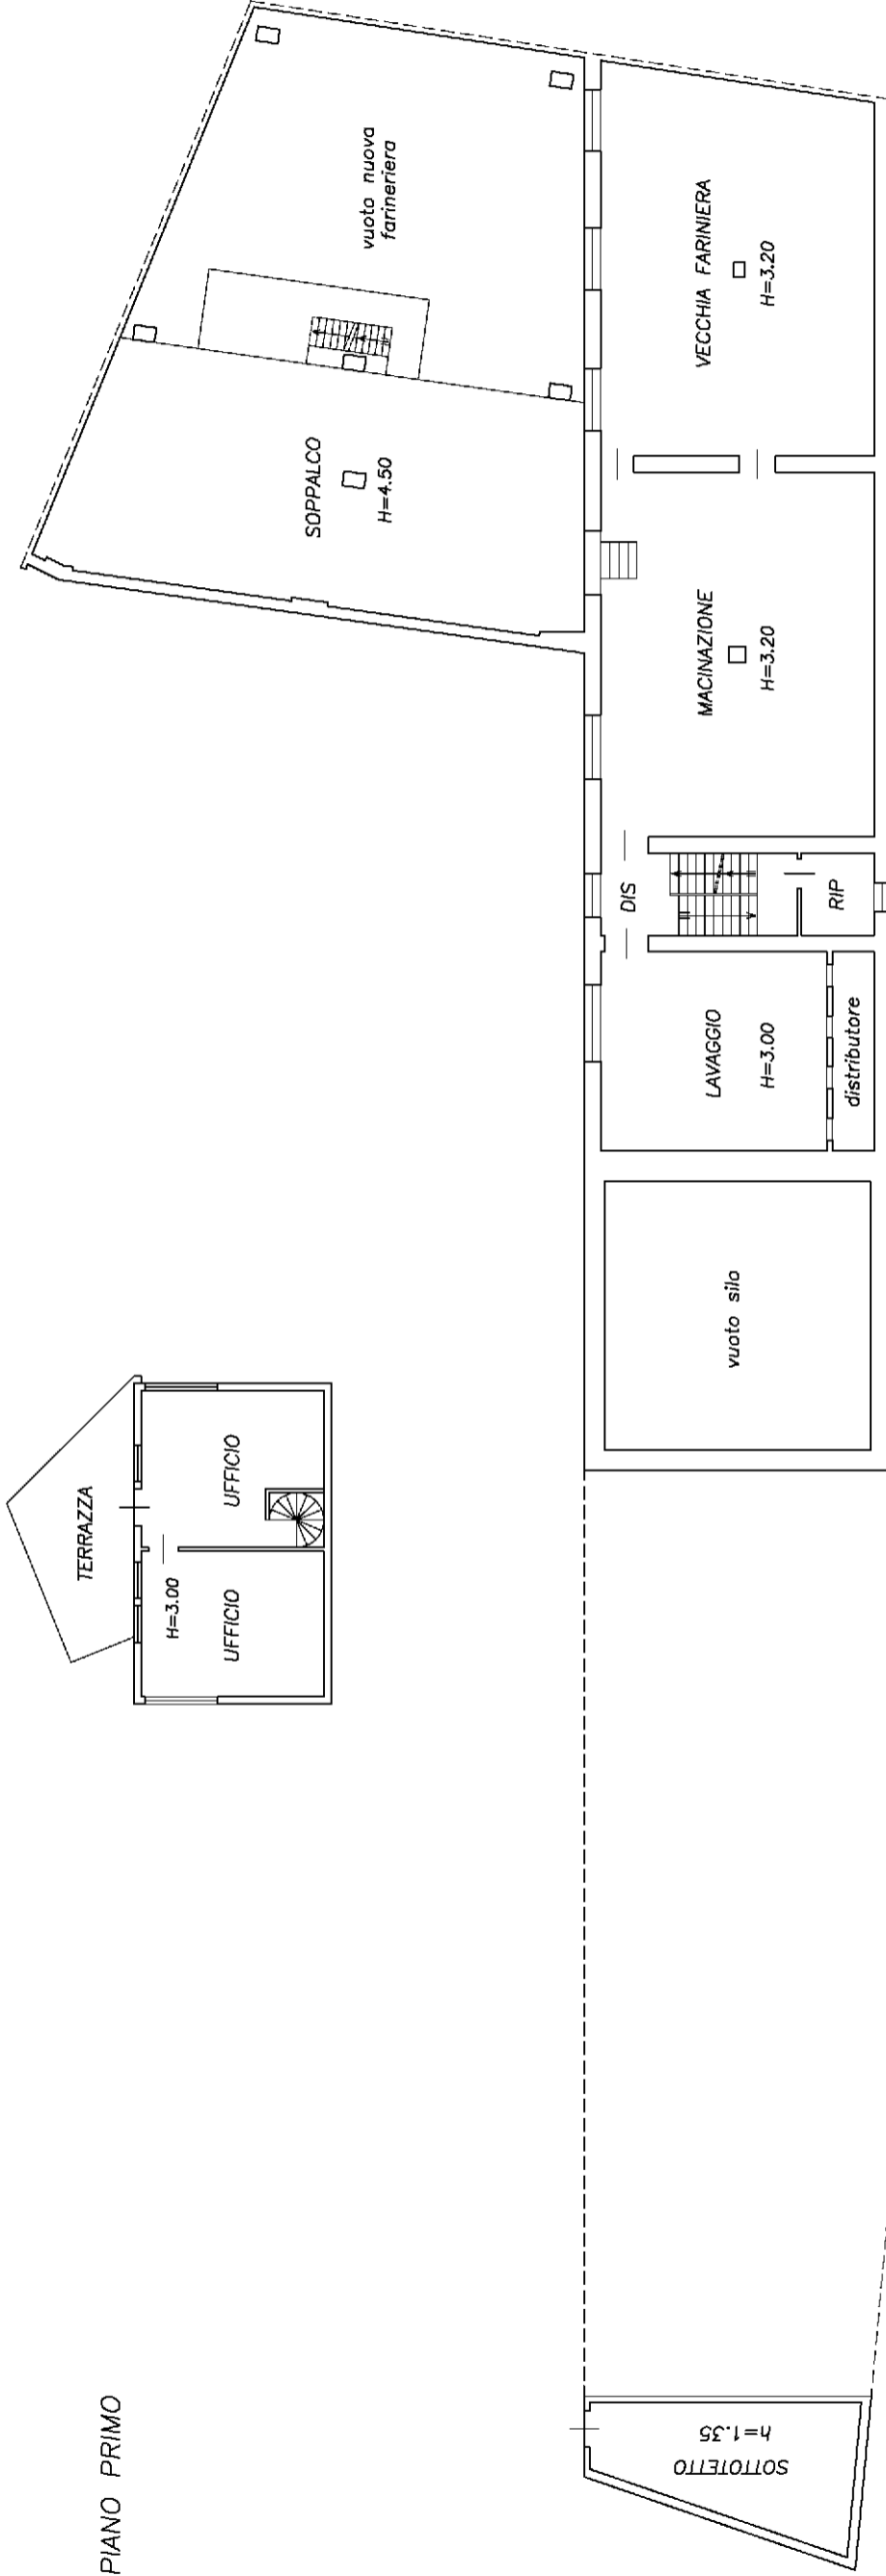 PIANO PRIMO
TERRAZZA
H=3.00
UFFICIO
UFFICIO
SOPPALCO
H=4.50
vuoto nuova
farineriera
SOTTOTETTO
h=1.35
vuoto silo
LAVAGGIO
H=3.00
distributore
DIS
RIP
MACINAZIONE
H=3.20
VECCHIA FARINIERA
H=3.20